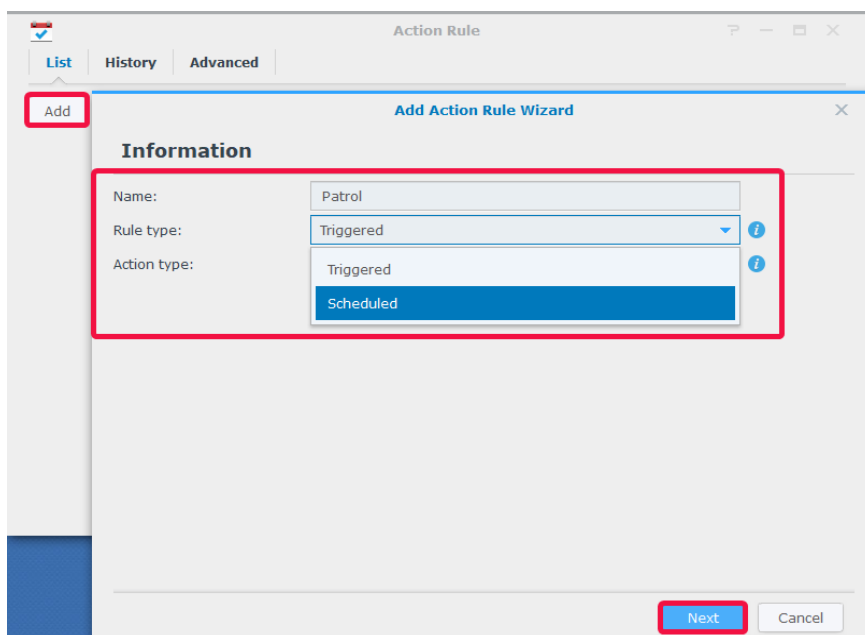 Action Rule
List History Advanced
Add
Add Action Rule Wizard
Information
Name: Patrol
Rule type: Triggered
Action type:
Triggered
Scheduled
Next Cancel